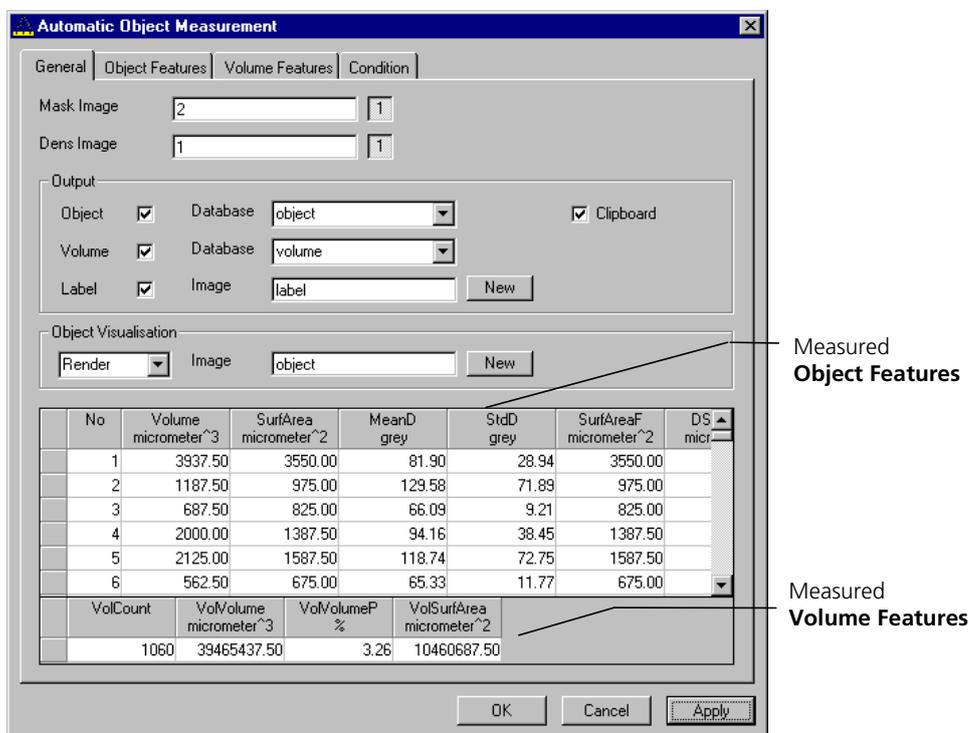 Automatic Object Measurement
General Object Features Volume Features Condition
Mask Image 2 1
Dens Image 1 1
Output
Object Database object Clipboard
Volume Database volume
Label Image label New
Object Visualisation
Render Image object New
Measured
Object Features
No Volume SurfArea MeanD StdD SurfAreaF DS
micrometer^3 micrometer^2 grey grey micrometer^2 micr
1 3937.50 3550.00 81.90 28.94 3550.00
2 1187.50 975.00 129.58 71.89 975.00
3 687.50 825.00 66.09 9.21 825.00
4 2000.00 1387.50 94.16 38.45 1387.50
5 2125.00 1587.50 118.74 72.75 1587.50
6 562.50 675.00 65.33 11.77 675.00
VolCount VolVolume VolVolumeP VolSurfArea
micrometer^3 % micrometer^2
1060 39465437.50 3.26 10460687.50
Measured
Volume Features
OK Cancel Apply